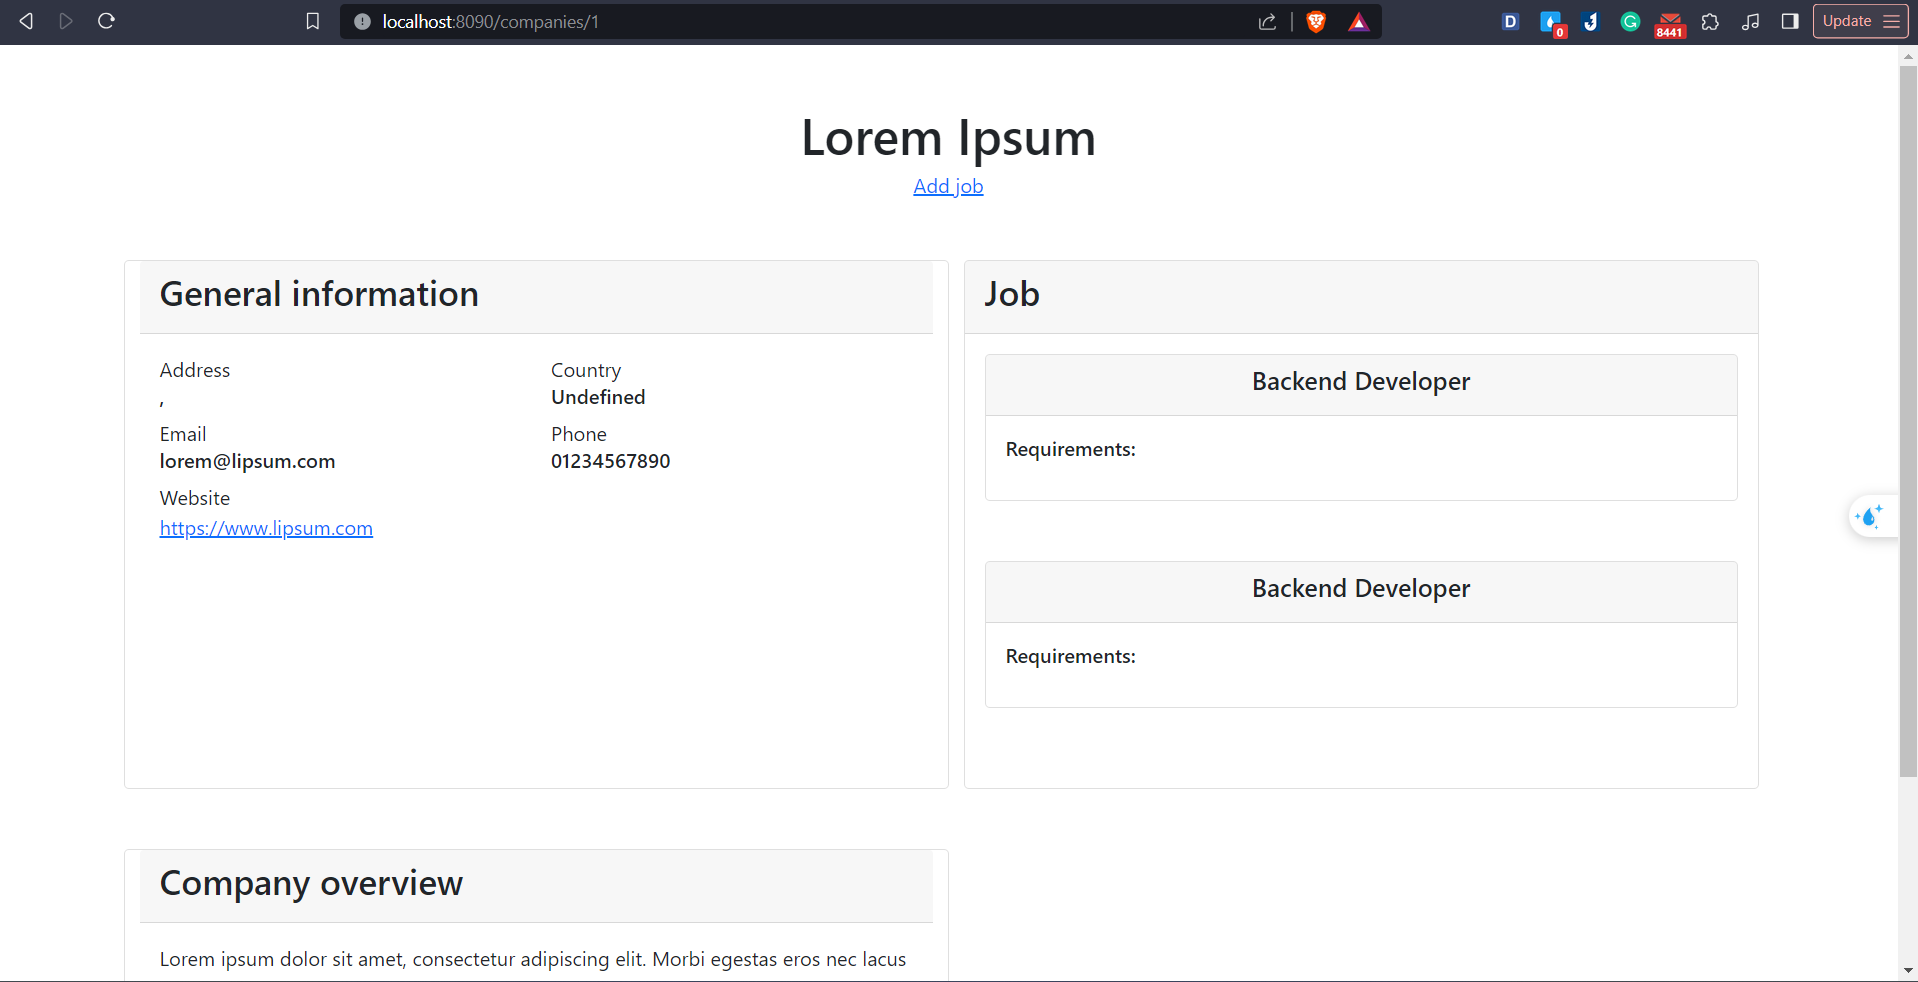 localhost:8090/companies/1
D
0
G
8441
Update
Lorem Ipsum
Add job
General information
Address
,
Country
Undefined
Email
lorem@lipsum.com
Phone
01234567890
Website
https://www.lipsum.com
Job
Backend Developer
Requirements:
Backend Developer
Requirements:
Company overview
Lorem ipsum dolor sit amet, consectetur adipiscing elit. Morbi egestas eros nec lacus